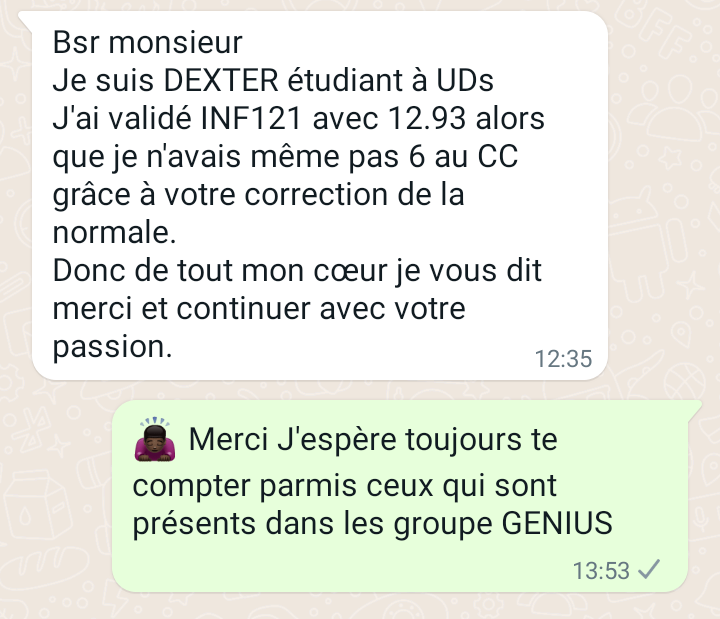 Bsr monsieur
Je suis DEXTER étudiant à UDs
J'ai validé INF121 avec 12.93 alors
que je n'avais même pas 6 au CC
grâce à votre correction de la
normale.
Donc de tout mon cœur je vous dit
merci et continuer avec votre
passion.
12:35
🙇🏿 Merci J'espère toujours te
compter parmis ceux qui sont
présents dans les groupe GENIUS
13:53